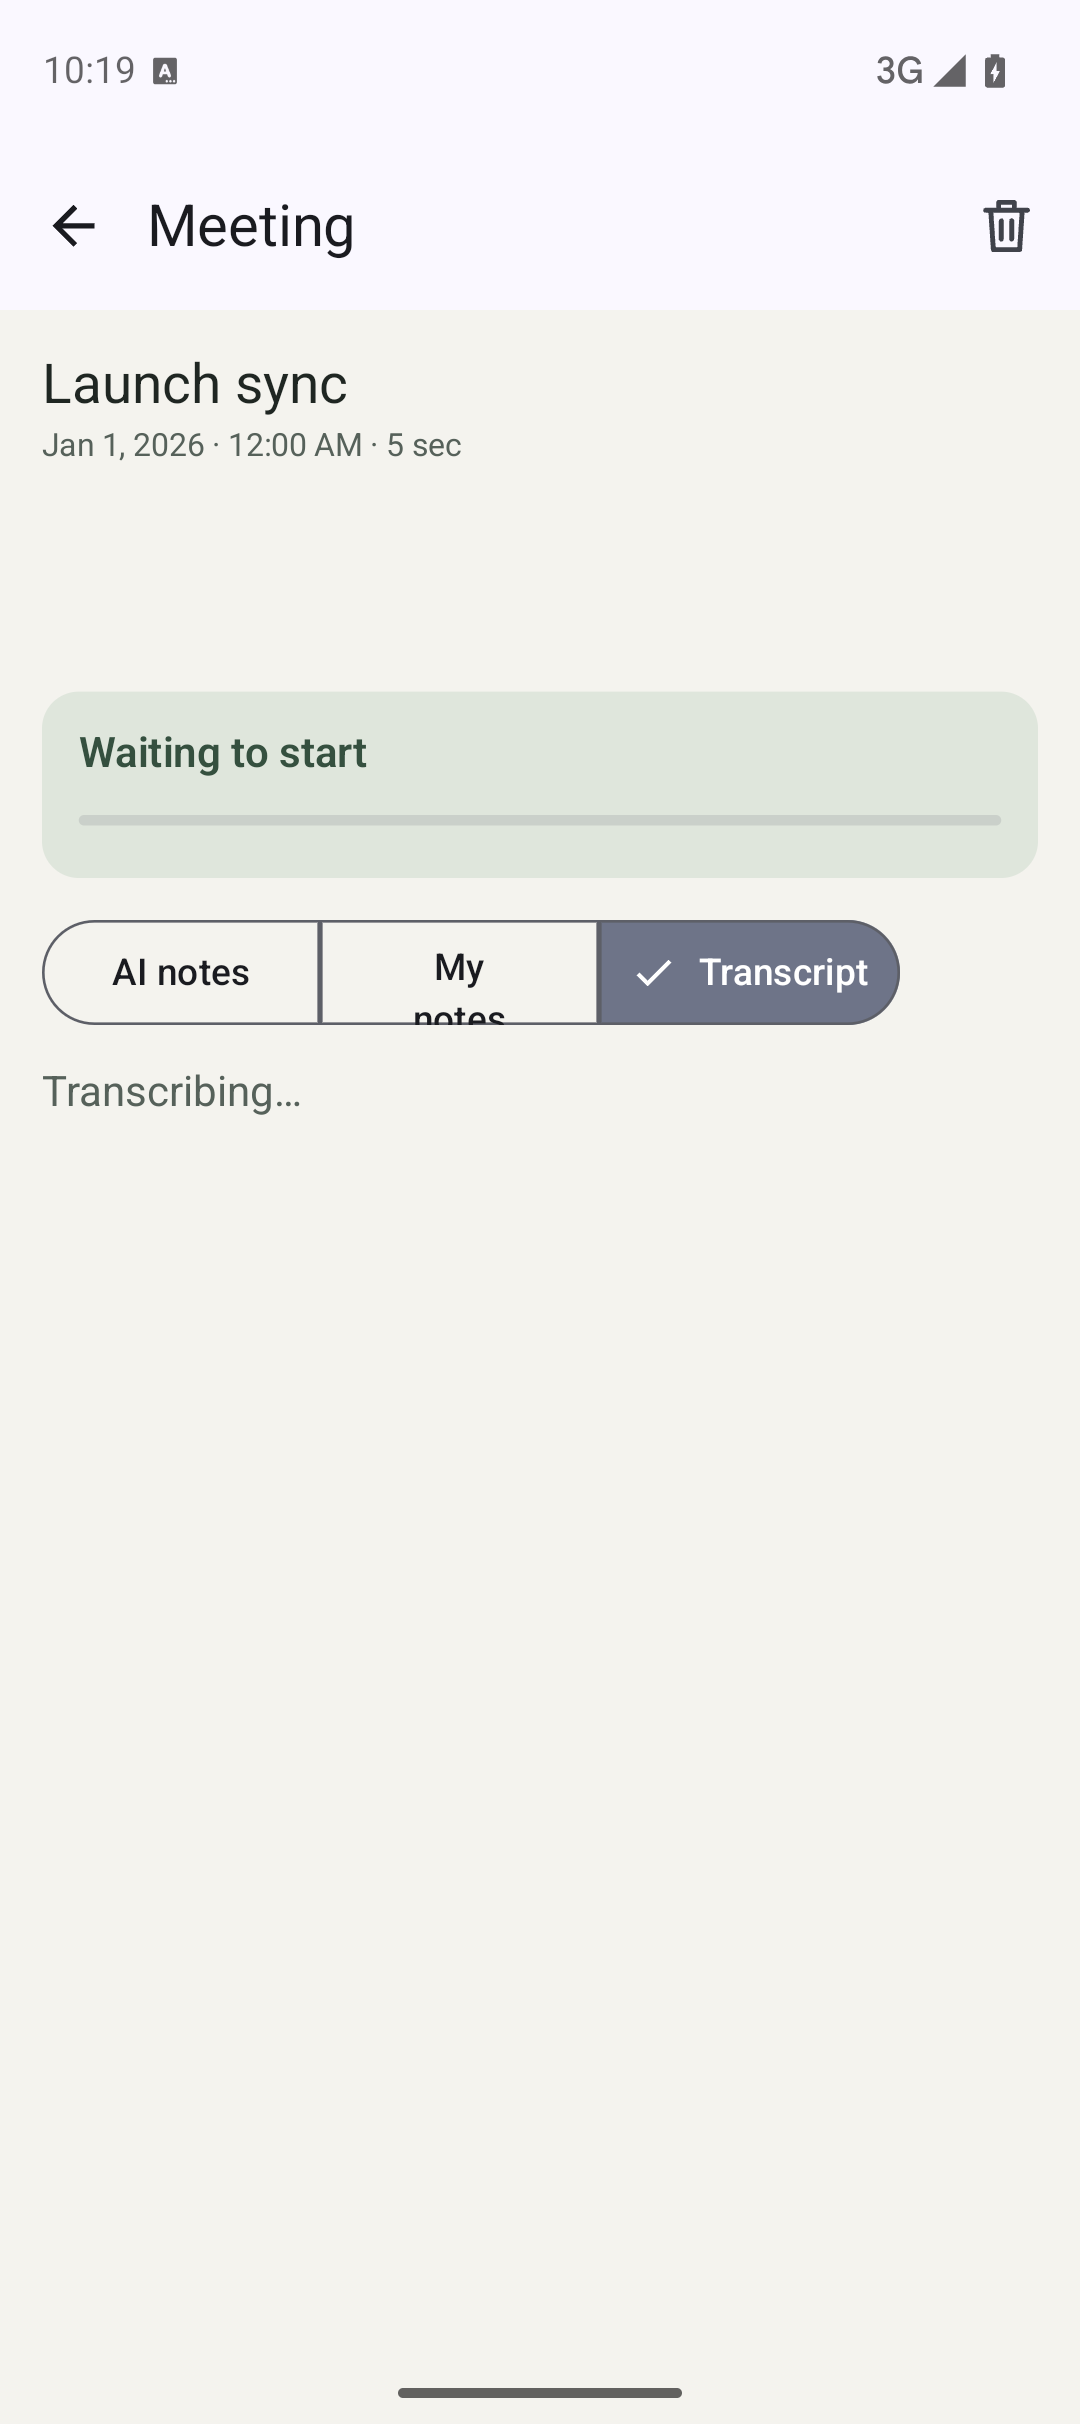 10:19
3G
Meeting
Launch sync
Jan 1, 2026 · 12:00 AM · 5 sec
Waiting to start
AI notes
My
notes
Transcript
Transcribing…